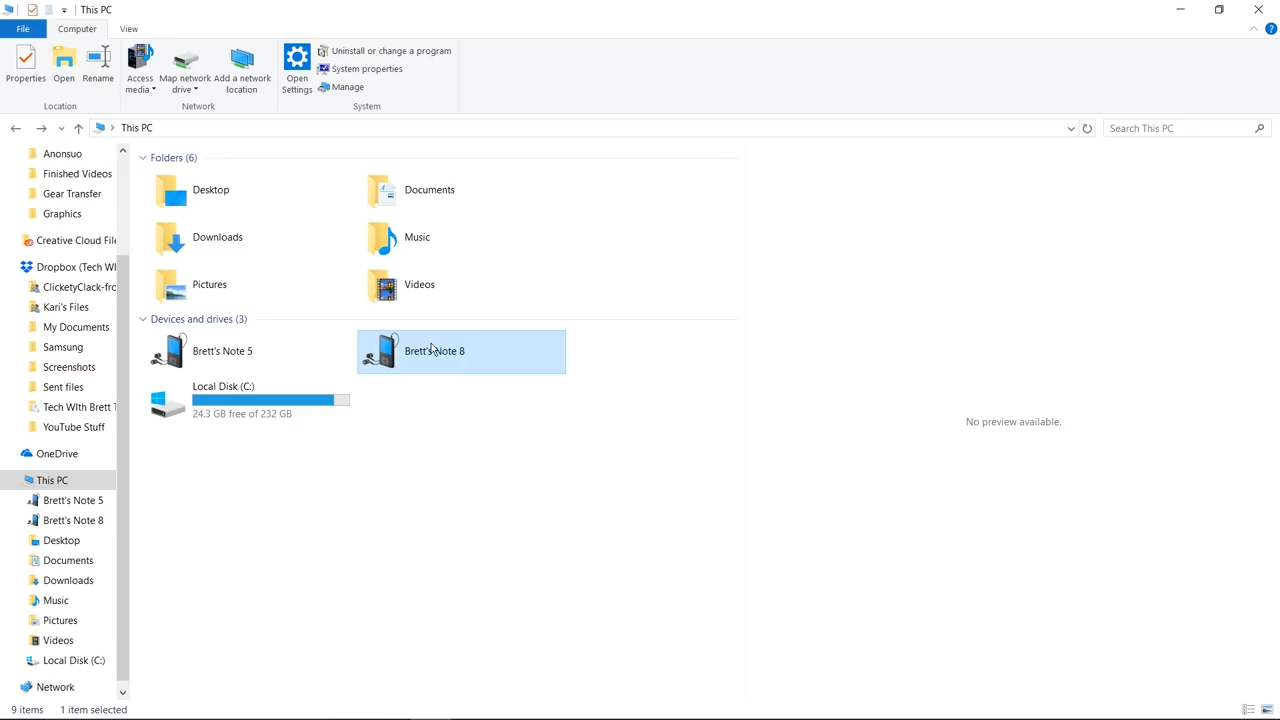 This PC
File
Computer
View
Properties
Open
Rename
Access media
Map network drive
Add a network location
Open Settings
Uninstall or change a program
System properties
Manage
Location
Network
System
This PC
Search This PC
Anonsuo
Finished Videos
Gear Transfer
Graphics
Creative Cloud File
Dropbox (Tech WI
ClicketyClack-fro
Kari's Files
My Documents
Samsung
Screenshots
Sent files
Tech WIth Brett T
YouTube Stuff
OneDrive
This PC
Brett's Note 5
Brett's Note 8
Desktop
Documents
Downloads
Music
Pictures
Videos
Local Disk (C:)
Network
Folders (6)
Desktop
Documents
Downloads
Music
Pictures
Videos
Devices and drives (3)
Brett's Note 5
Brett's Note 8
Local Disk (C:)
24.3 GB free of 232 GB
No preview available.
9 items
1 item selected